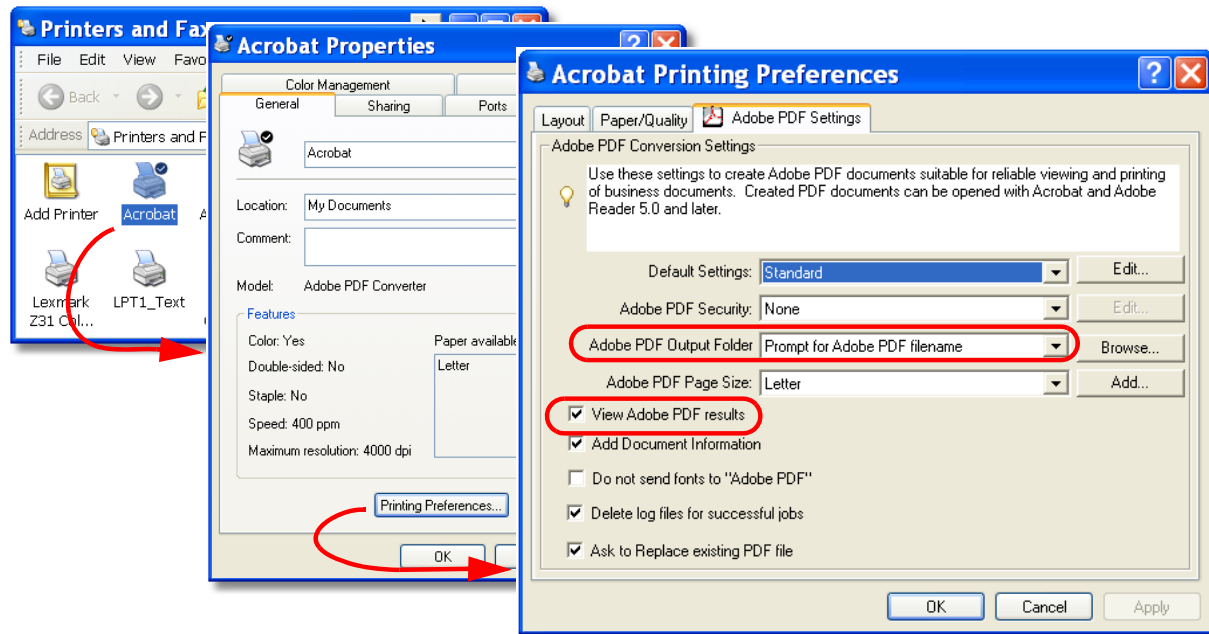 Printers and Fax
File Edit View Favo
Back
Address Printers and F
Add Printer
Acrobat
A
Lexmark
Z31 Col...
LPT1_Text
Acrobat Properties
Color Management
General
Sharing
Ports
Acrobat
Location: My Documents
Comment:
Model: Adobe PDF Converter
Features
Color: Yes
Double-sided: No
Staple: No
Speed: 400 ppm
Maximum resolution: 4000 dpi
Paper available
Letter
Printing Preferences...
OK
Acrobat Printing Preferences
Layout Paper/Quality Adobe PDF Settings
Adobe PDF Conversion Settings
Use these settings to create Adobe PDF documents suitable for reliable viewing and printing
of business documents. Created PDF documents can be opened with Acrobat and Adobe
Reader 5.0 and later.
Default Settings: Standard Edit...
Adobe PDF Security: None Edit...
Adobe PDF Output Folder Prompt for Adobe PDF filename Browse...
Adobe PDF Page Size: Letter Add...
View Adobe PDF results
Add Document Information
Do not send fonts to "Adobe PDF"
Delete log files for successful jobs
Ask to Replace existing PDF file
OK Cancel Apply